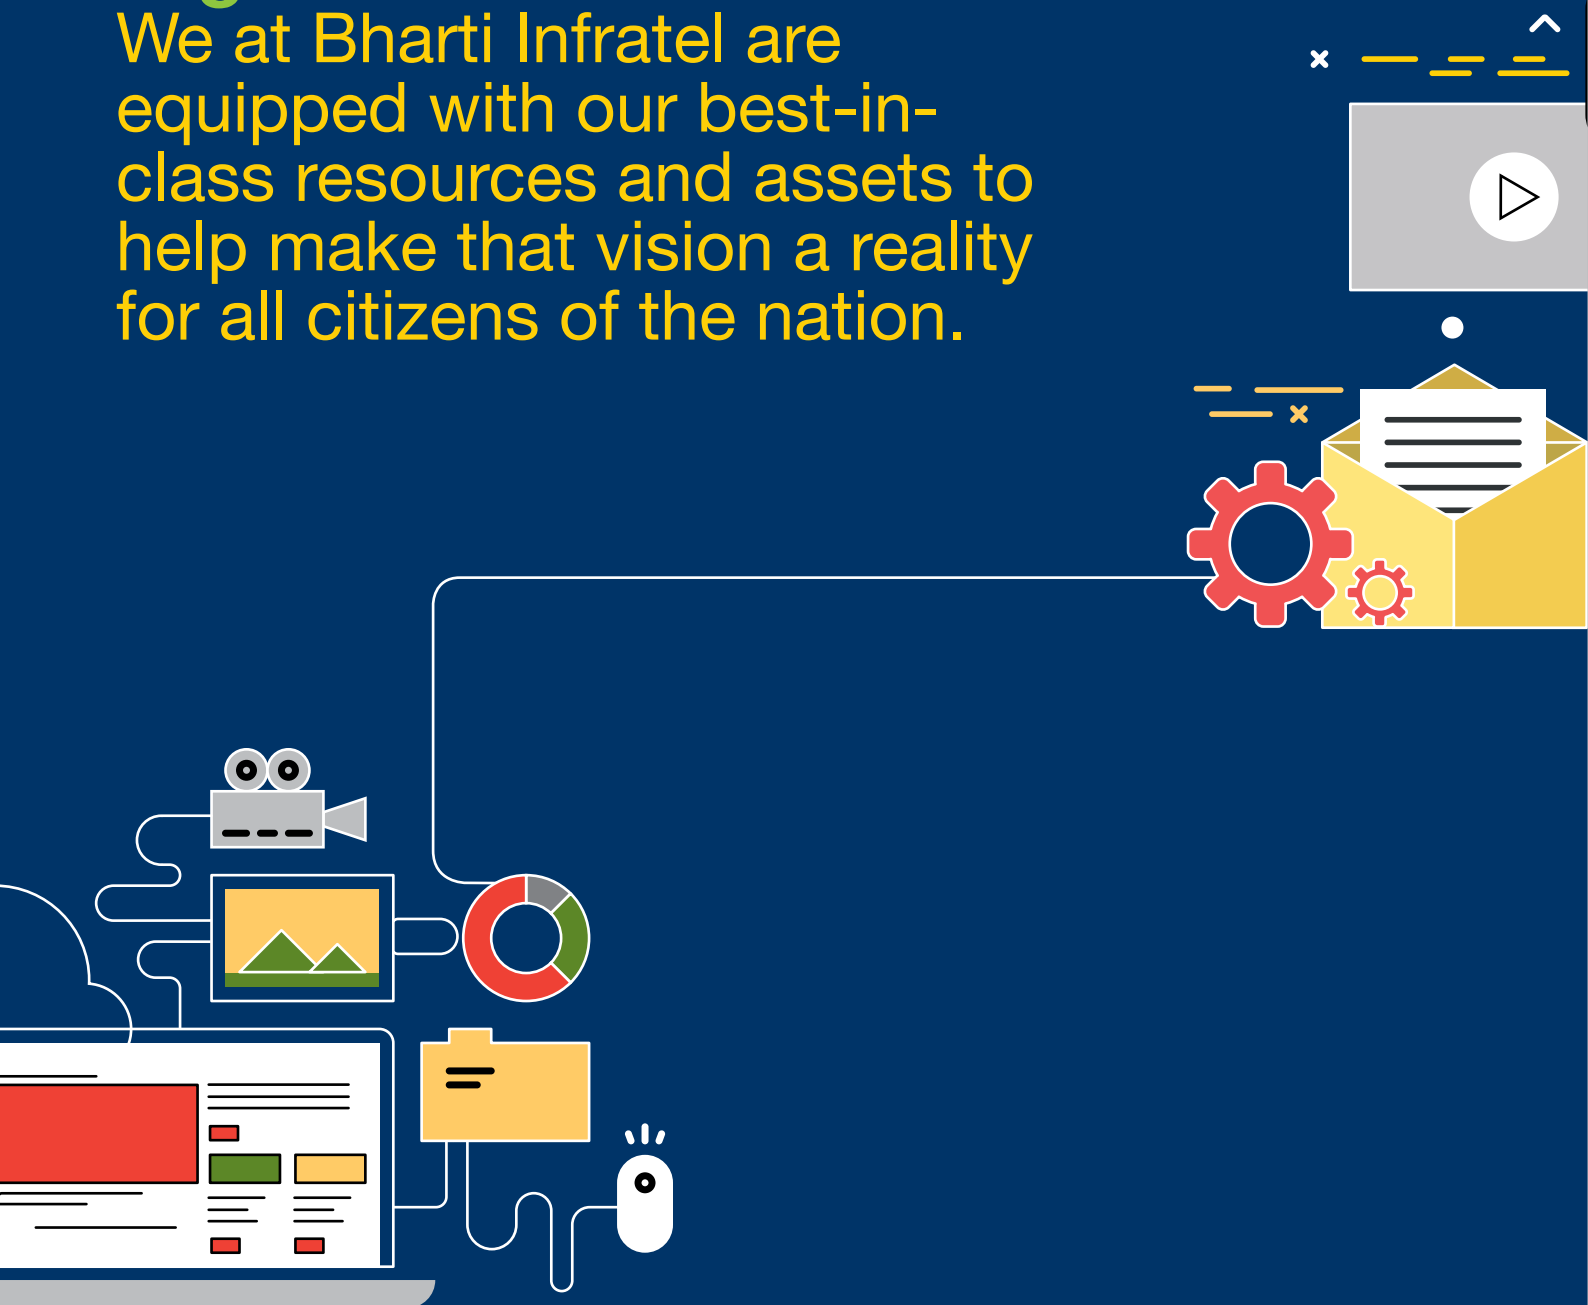 We at Bharti Infratel are
equipped with our best-in-
class resources and assets to
help make that vision a reality
for all citizens of the nation.